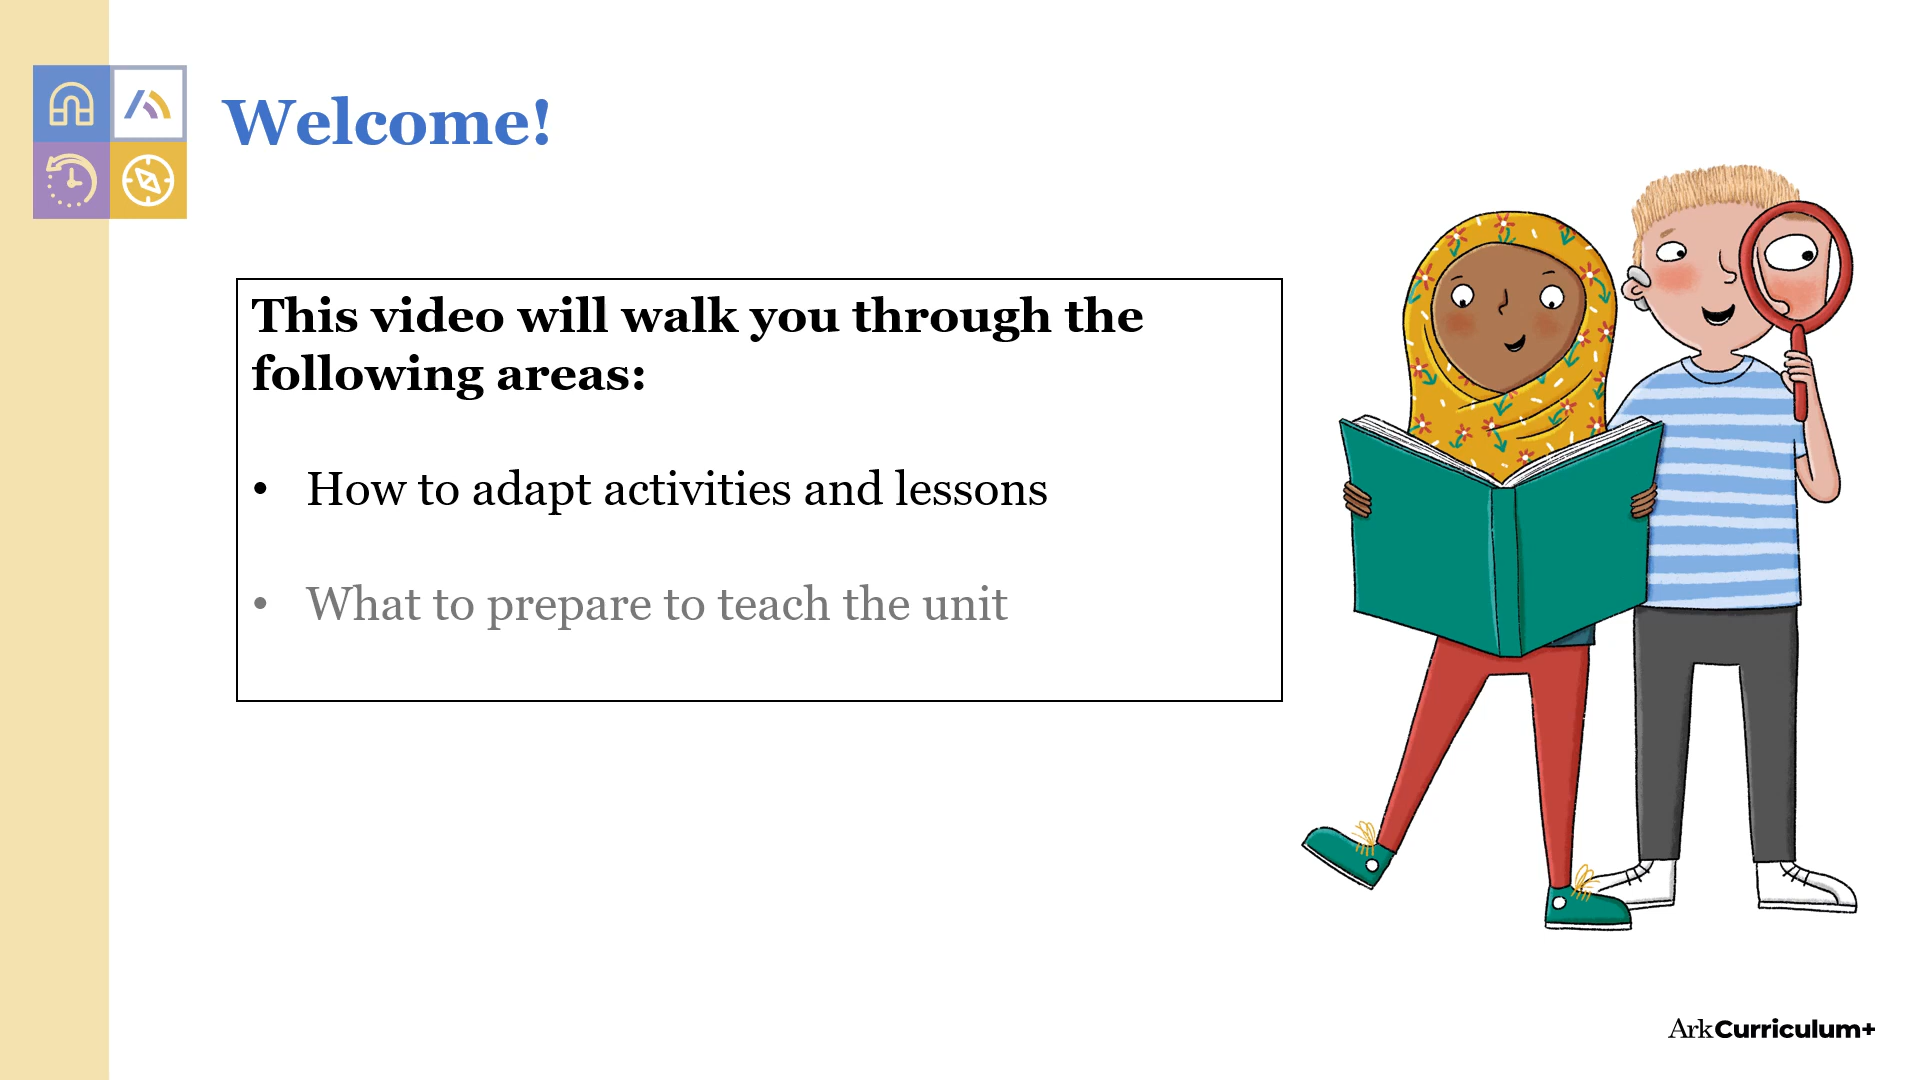 Welcome!
This video will walk you through the
following areas:
• How to adapt activities and lessons
• What to prepare to teach the unit
ArkCurriculum+